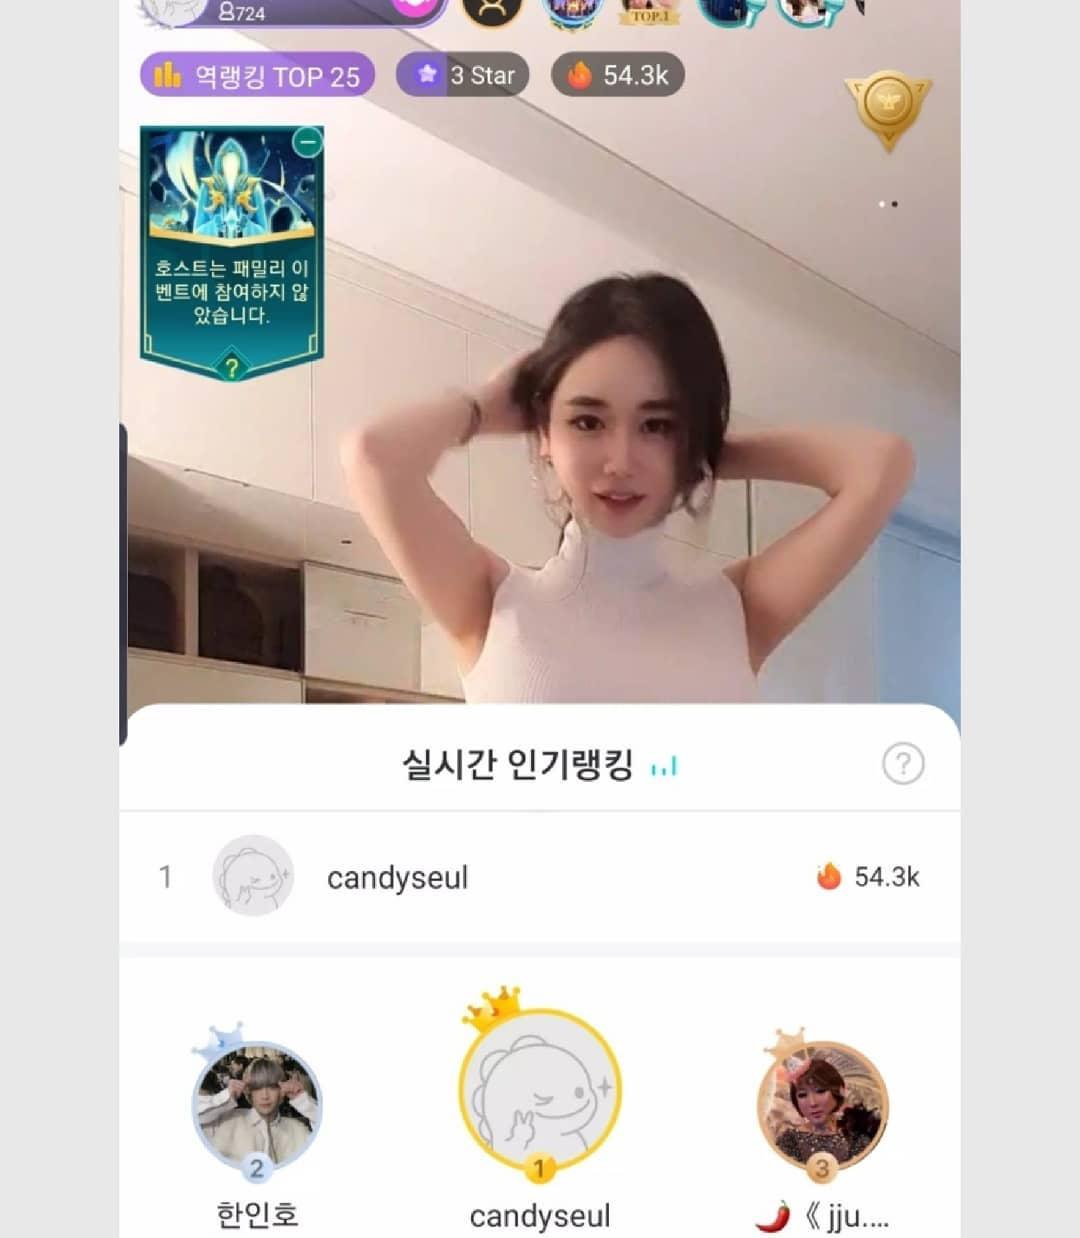 724
TOP.1
역랭킹 TOP 25
3 Star
54.3k
호스트는 패밀리 이
벤트에 참여하지 않
았습니다.
?
실시간 인기랭킹
?
1
candyseul
54.3k
2
1
3
한인호
candyseul
《 jju....